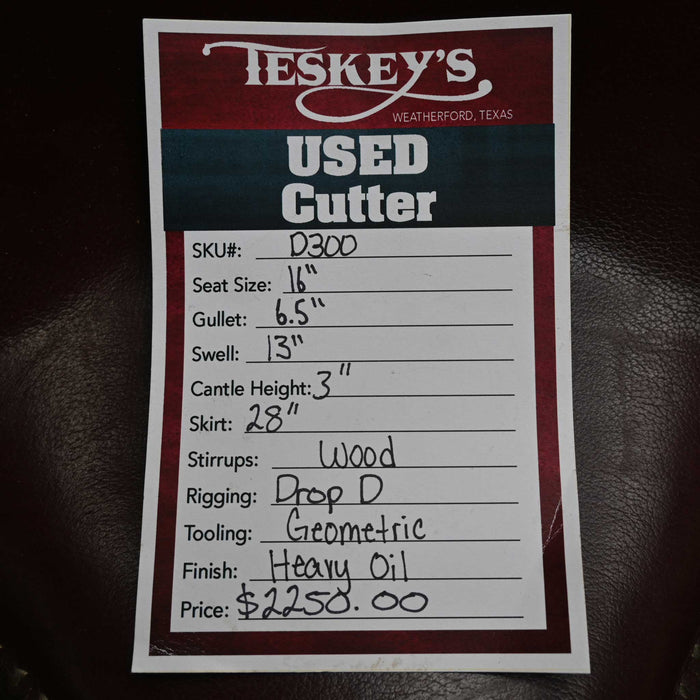 TESKEY'S
WEATHERFORD, TEXAS
USED
Cutter
SKU#: D300
Seat Size: 16"
Gullet: 6.5"
Swell: 13"
Cantle Height: 3"
Skirt: 28"
Stirrups: Wood
Rigging: Drop D
Tooling: Geometric
Finish: Heavy Oil
Price: $2250.00